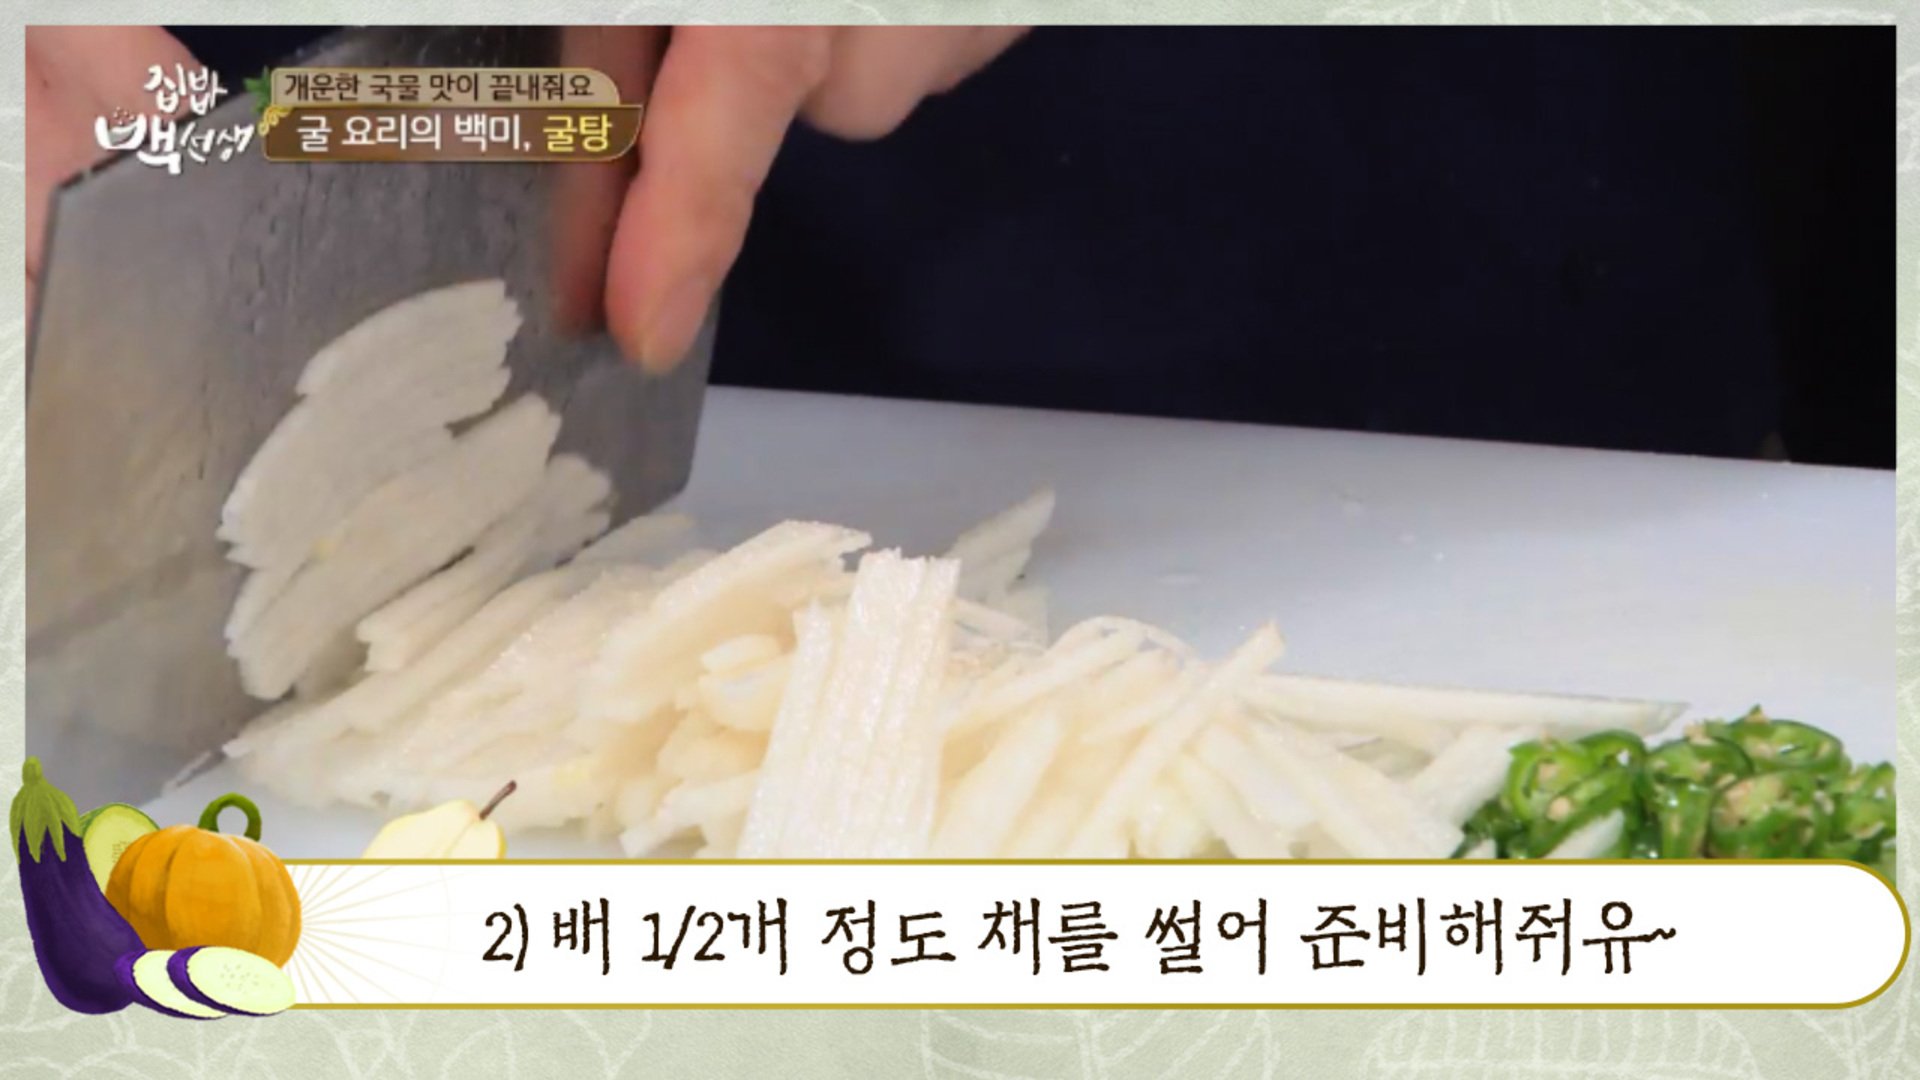 집밥
백선생
개운한 국물 맛이 끝내줘요
굴 요리의 백미, 굴탕
2) 배 1/2개 정도 채를 썰어 준비해줘유~